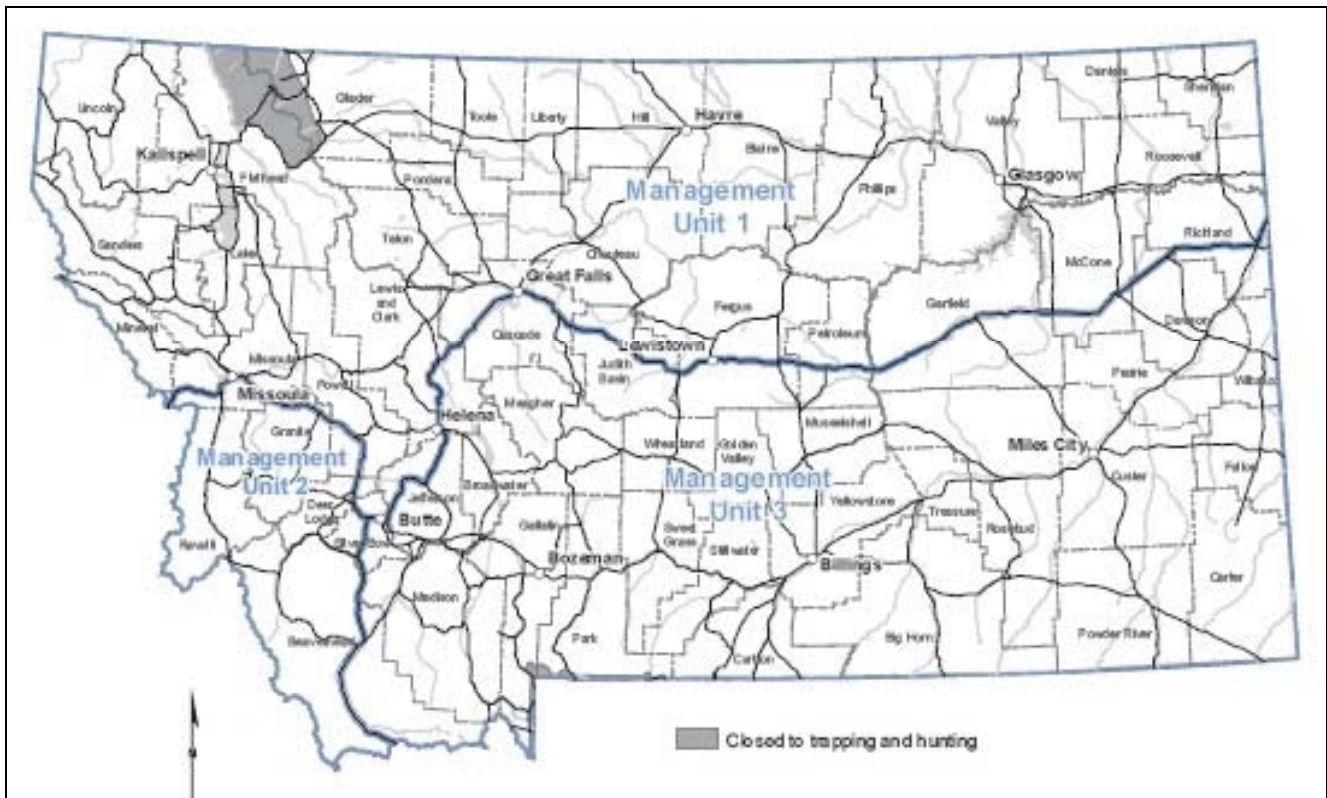 Daniels
Sheridan
Glacier
Lincoln
Toole
Liberty
Hill
Havre
Valley
Blaine
Kalispell
Roosevelt
Flathead
Pondera
Management
Unit 1
Phillips
Glasgow
Richland
Sanders
Lake
Teton
Chouteau
McCone
Great Falls
Lewis
and
Clark
Fergus
Garfield
Dawson
Mineral
Cascade
Petroleum
Lewistown
Missoula
Judith
Basin
Prairie
Wibaux
Powell
Missoula
Meagher
Helena
Musselshell
Granite
Wheatland
Golden
Valley
Miles City
Management
Unit 2
Management
Unit 3
Custer
Fallon
Broadwater
Jefferson
Yellowstone
Treasure
Rosebud
Deer
Lodge
Butte
Silver Bow
Gallatin
Sweet
Grass
Stillwater
Ravalli
Bozeman
Billings
Carter
Madison
Beaverhead
Park
Big Horn
Powder River
Carbon
Closed to trapping and hunting